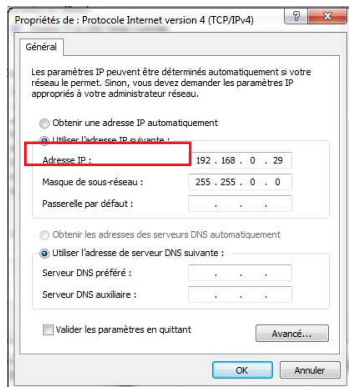 Propriétés de : Protocole Internet version 4 (TCP/IPv4)
Général
Les paramètres IP peuvent être déterminés automatiquement si votre
réseau le permet. Sinon, vous devez demander les paramètres IP
appropriés à votre administrateur réseau.
Obtenir une adresse IP automatiquement
Utiliser l'adresse IP suivante :
Adresse IP : 192 . 168 . 0 . 29
Masque de sous-réseau : 255 . 255 . 0 . 0
Passerelle par défaut : . . .
Obtenir les adresses des serveurs DNS automatiquement
Utiliser l'adresse de serveur DNS suivante :
Serveur DNS préféré : . . .
Serveur DNS auxiliaire : . . .
Valider les paramètres en quittant
Avancé...
OK Annuler